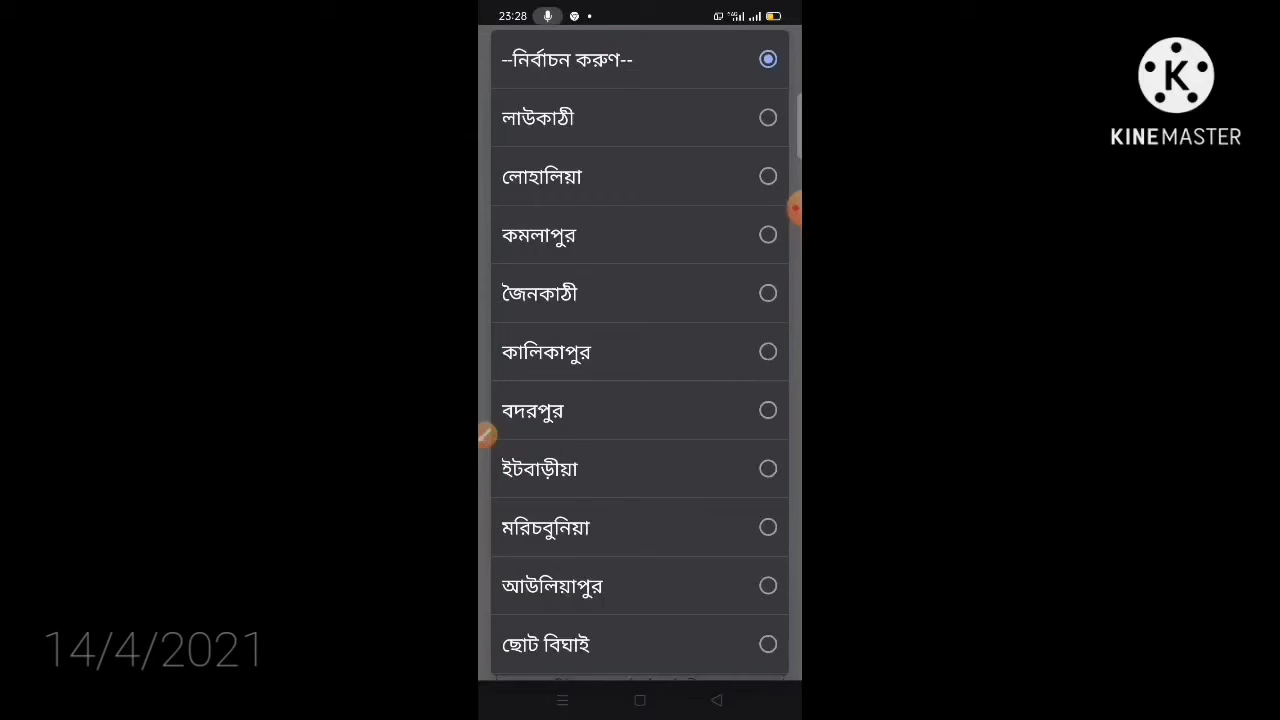 23:28
--নির্বাচন করুণ--
লাউকাঠী
লোহালিয়া
কমলাপুর
জৈনকাঠী
কালিকাপুর
বদরপুর
ইটবাড়ীয়া
মরিচবুনিয়া
আউলিয়াপুর
ছোট বিঘাই
K
KINEMASTER
14/4/2021